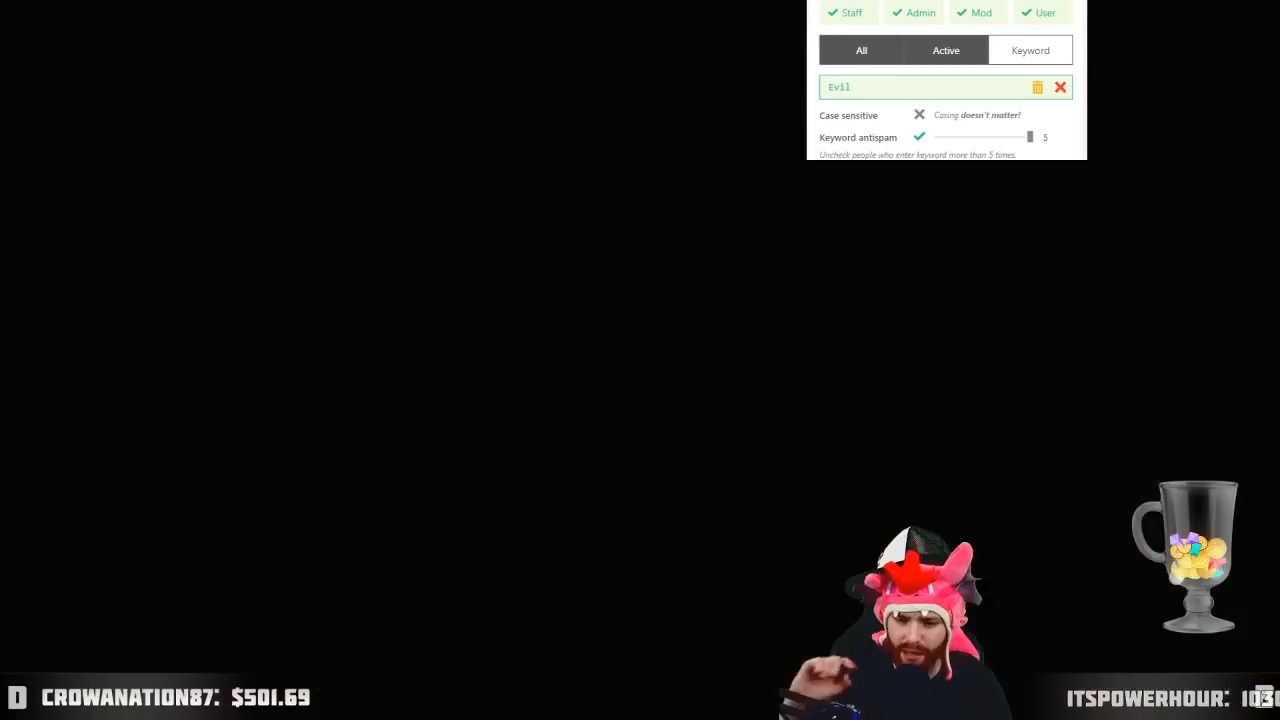 Staff Admin Mod User
All Active Keyword
Evil
Case sensitive Casing doesn't matter!
Keyword antispam 5
Uncheck people who enter keyword more than 5 times.
CROWANATION87: $501.69
ITSPOWERHOUR: